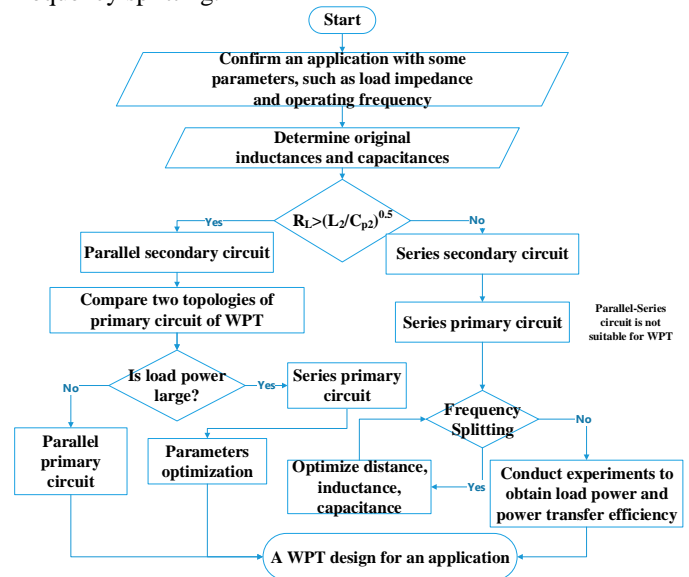 Start
Confirm an application with some
parameters, such as load impedance
and operating frequency
Determine original
inductances and capacitances
R_L>(L_2/C_p2)^0.5
Yes
No
Parallel secondary circuit
Series secondary circuit
Compare two topologies of
primary circuit of WPT
Series primary circuit
Parallel-Series
circuit is not
suitable for WPT
Is load power
large?
No
Yes
Series primary
circuit
Frequency
Splitting
No
Yes
Parallel
primary
circuit
Parameters
optimization
Optimize distance,
inductance,
capacitance
Conduct experiments to
obtain load power and
power transfer efficiency
A WPT design for an application